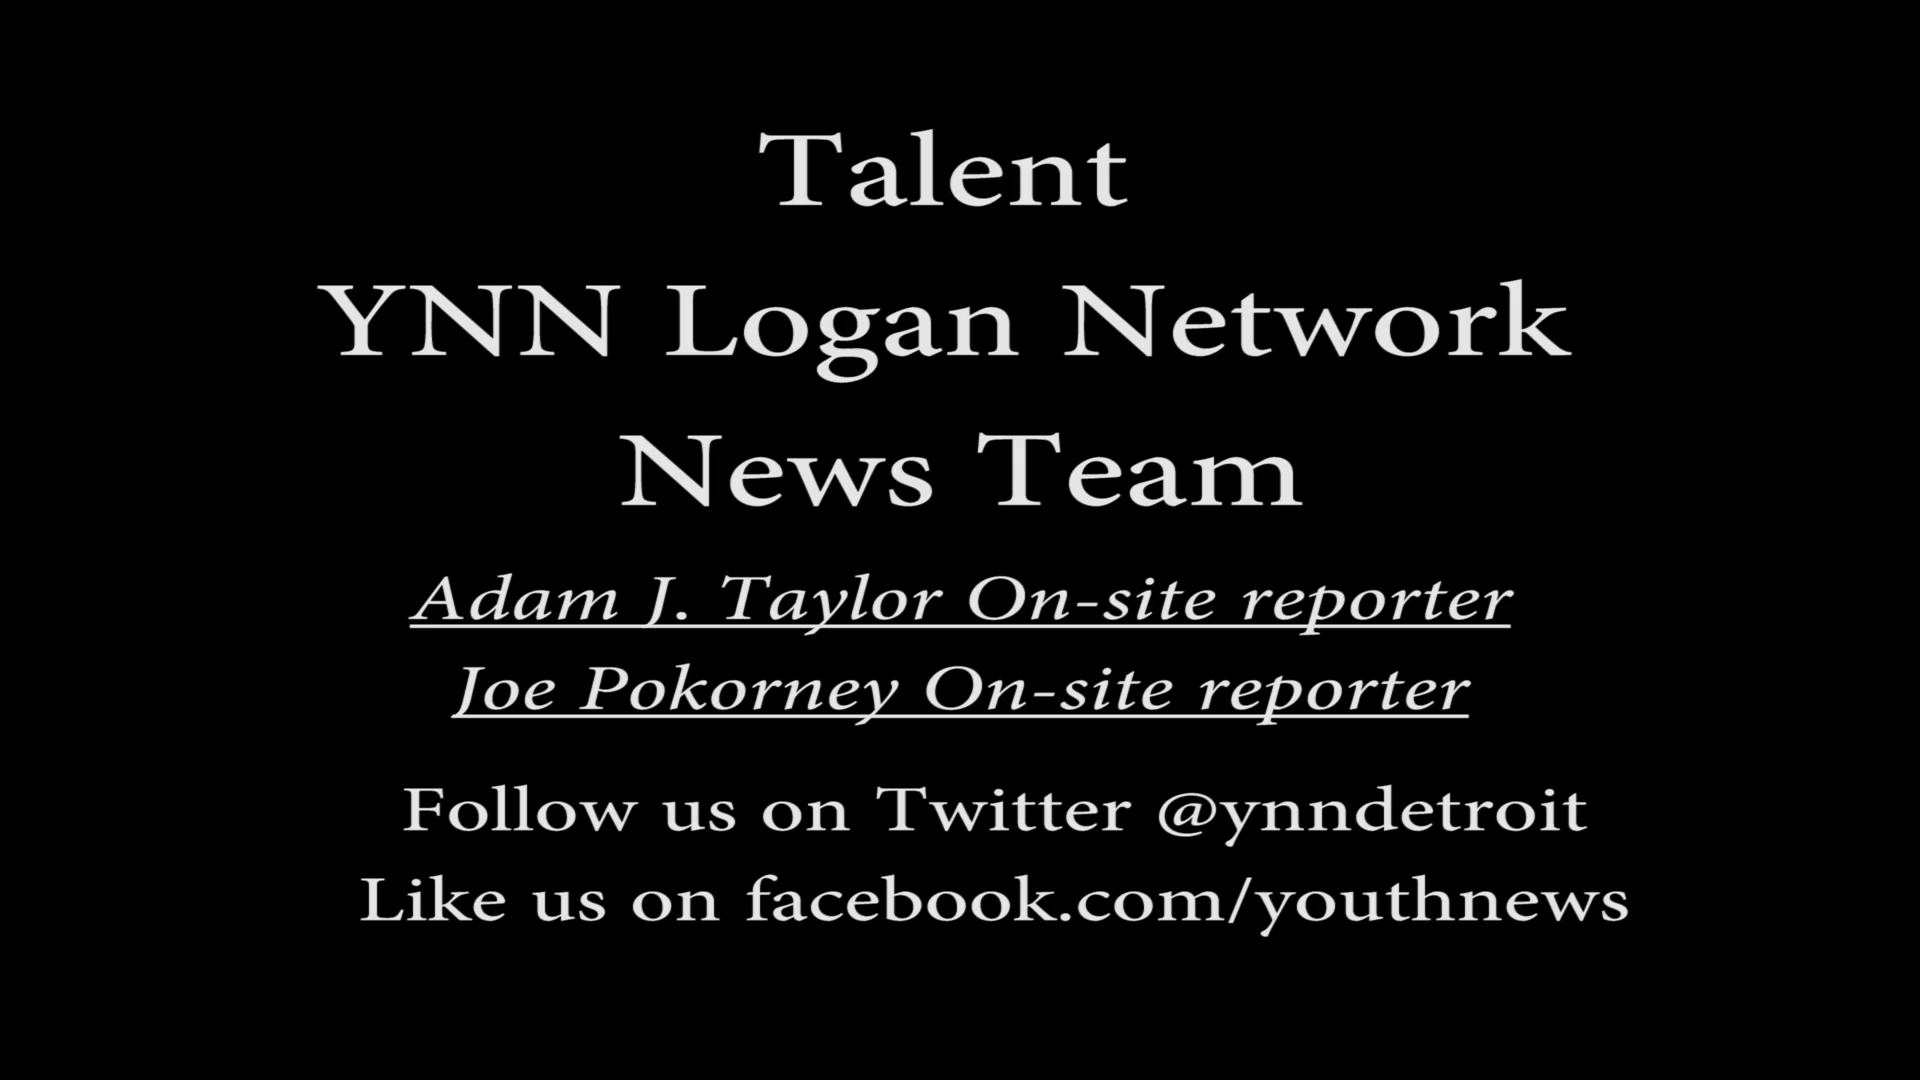 Talent
YNN Logan Network
News Team
Adam J. Taylor On-site reporter
Joe Pokorney On-site reporter
Follow us on Twitter @ynndetroit
Like us on facebook.com/youthnews